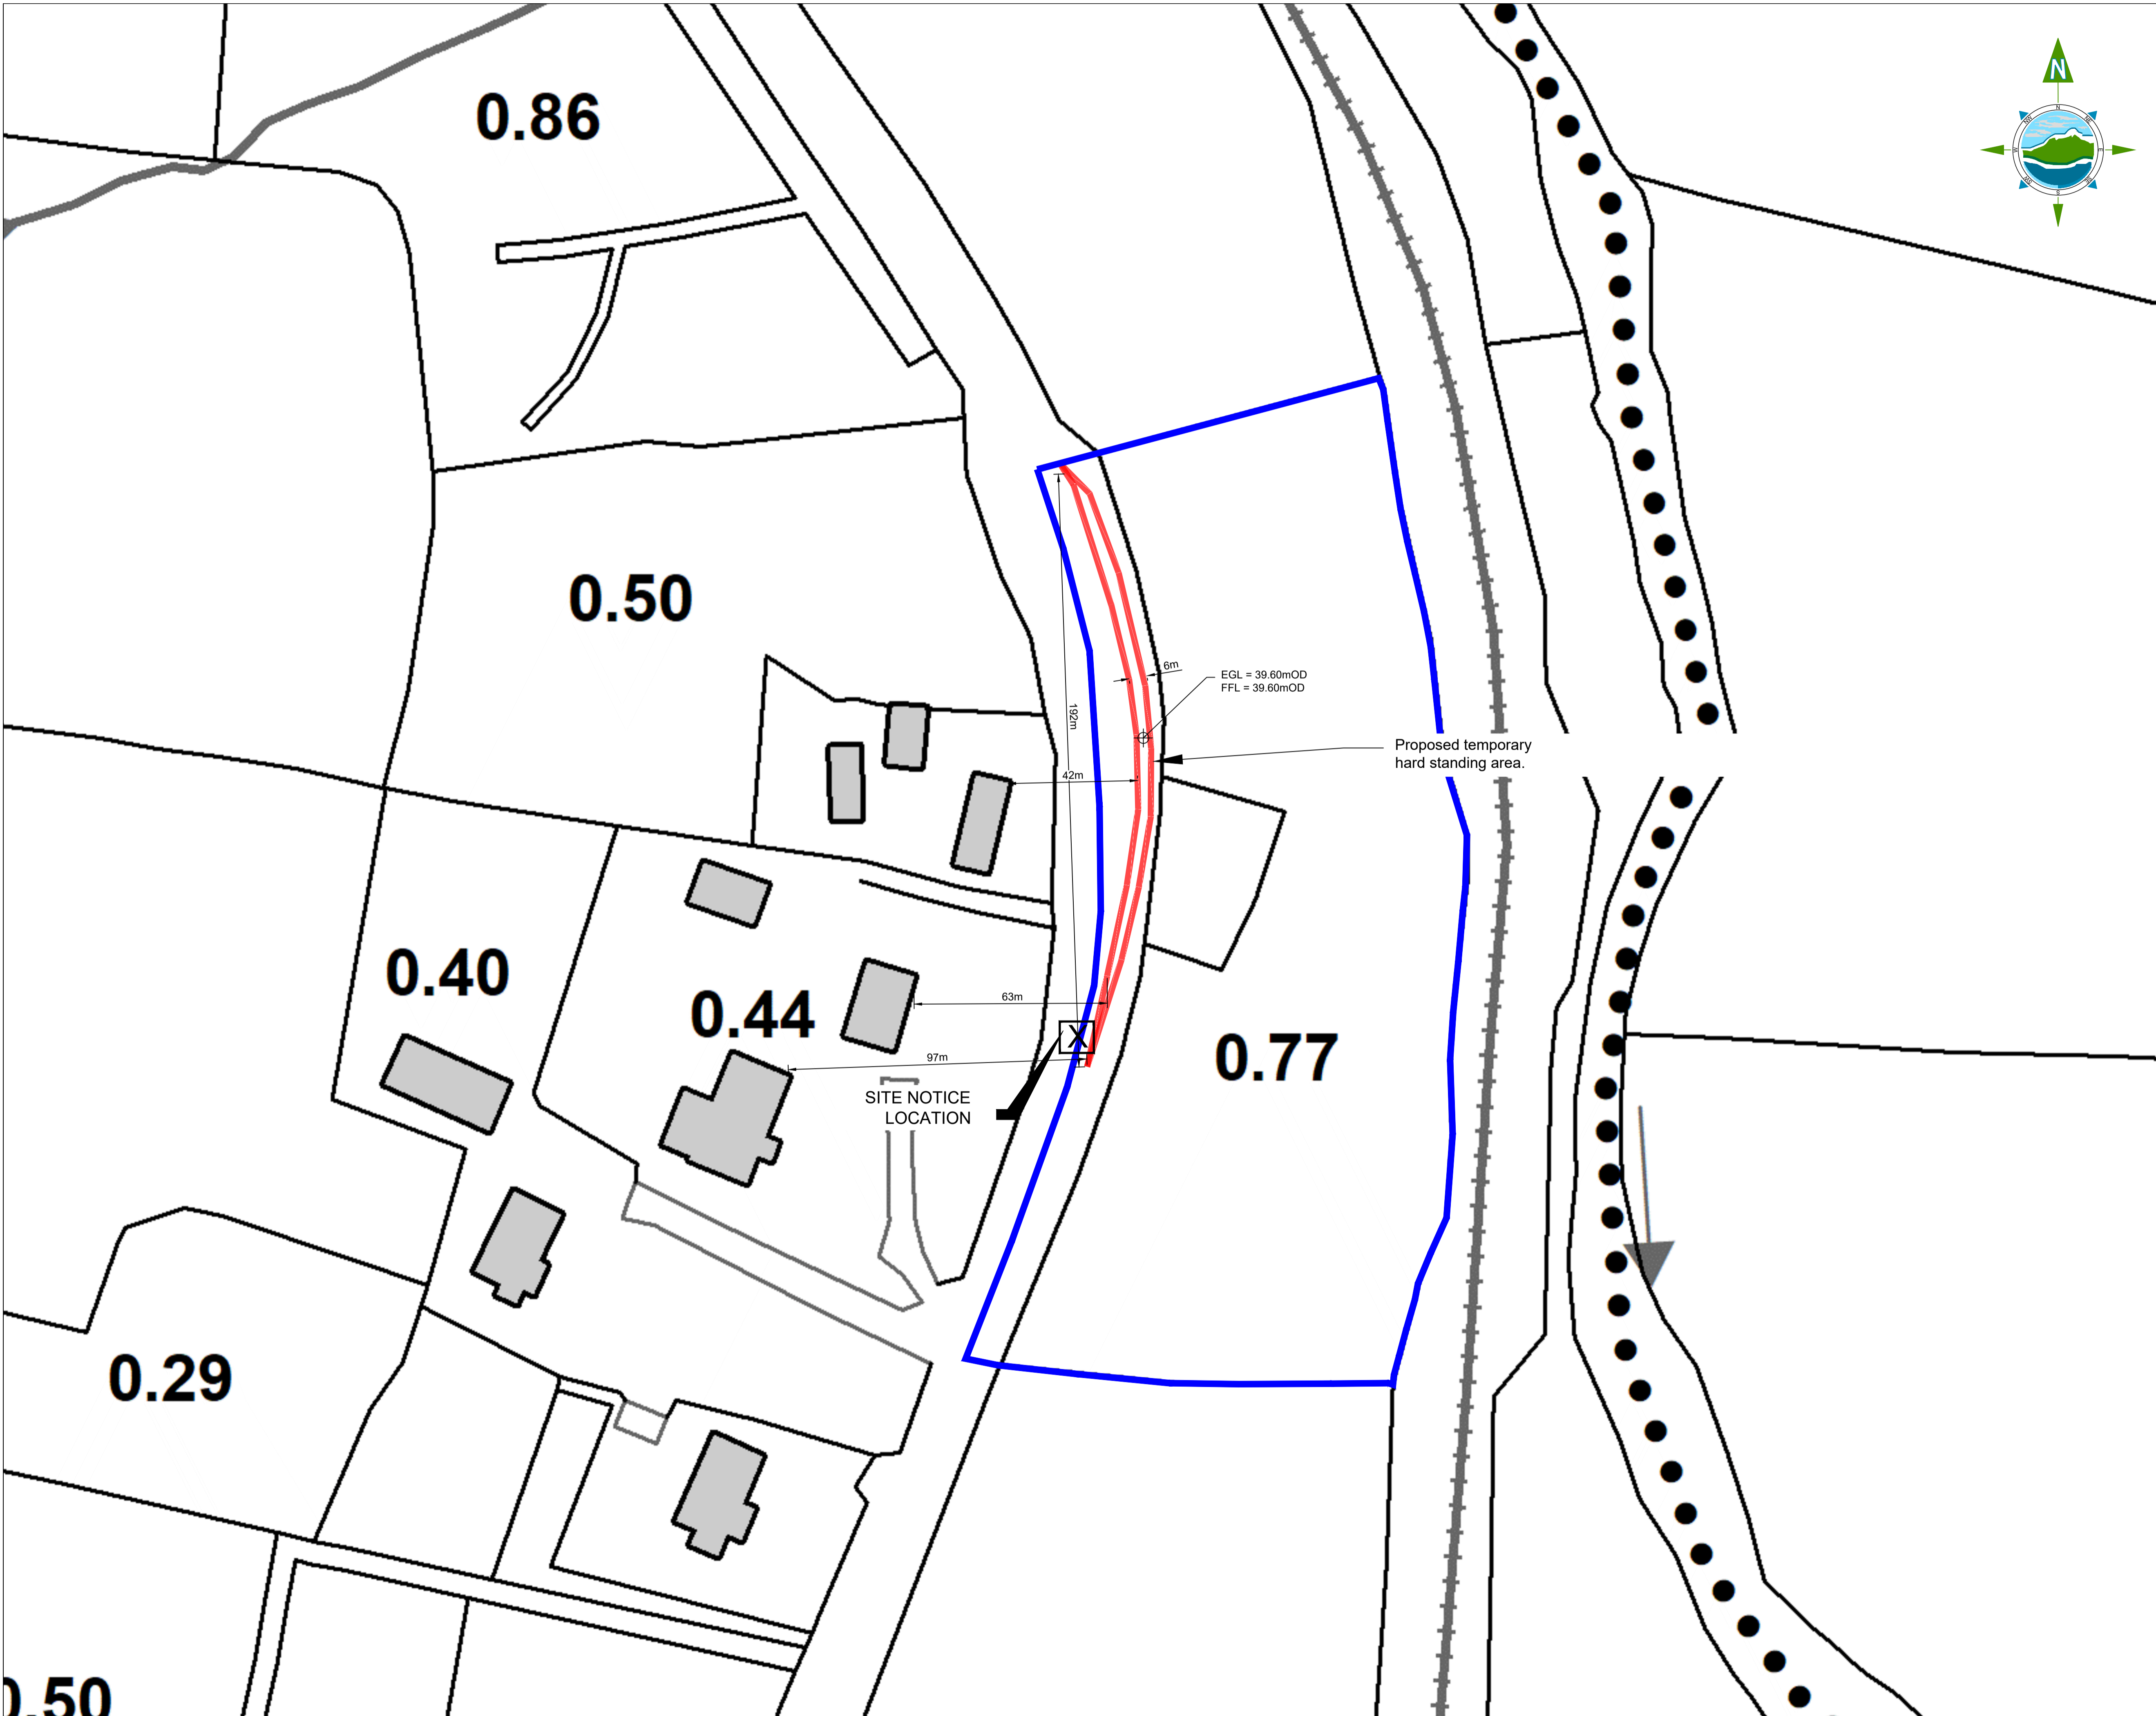 N
0.86
0.50
6m
EGL = 39.60mOD
FFL = 39.60mOD
192m
Proposed temporary
hard standing area.
42m
0.40
0.44
63m
X
97m
0.77
SITE NOTICE
LOCATION
0.29
0.50